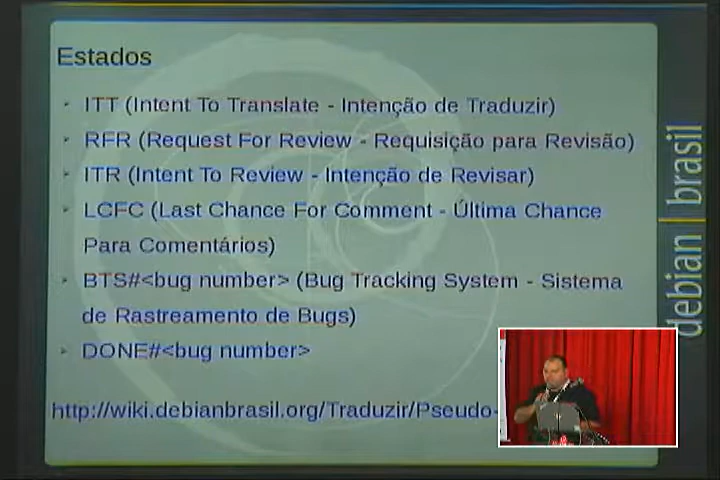 Estados
ITT (Intent To Translate - Intenção de Traduzir)
RFR (Request For Review - Requisição para Revisão)
ITR (Intent To Review - Intenção de Revisar)
LCFC (Last Chance For Comment - Última Chance
Para Comentários)
BTS#<bug number> (Bug Tracking System - Sistema
de Rastreamento de Bugs)
DONE#<bug number>
http://wiki.debianbrasil.org/Traduzir/Pseudo-
debian | brasil